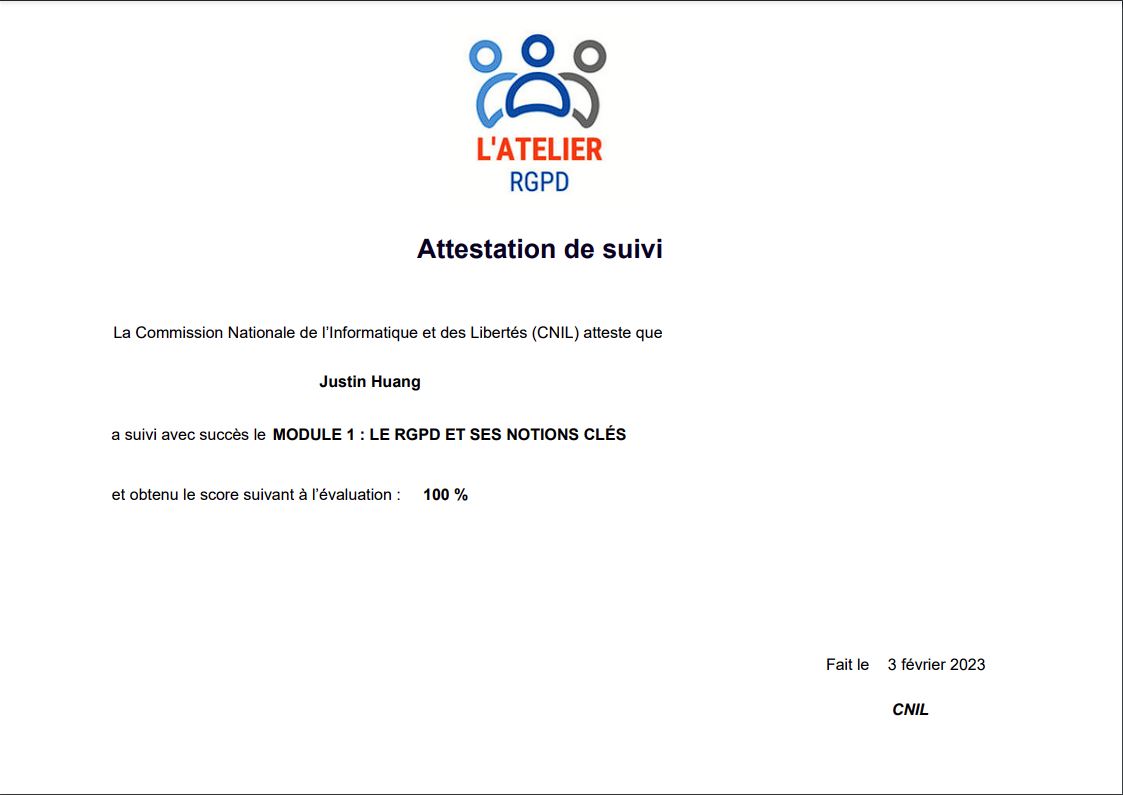 L'ATELIER
RGPD
Attestation de suivi
La Commission Nationale de l’Informatique et des Libertés (CNIL) atteste que
Justin Huang
a suivi avec succès le MODULE 1 : LE RGPD ET SES NOTIONS CLÉS
et obtenu le score suivant à l’évaluation : 100 %
Fait le 3 février 2023
CNIL